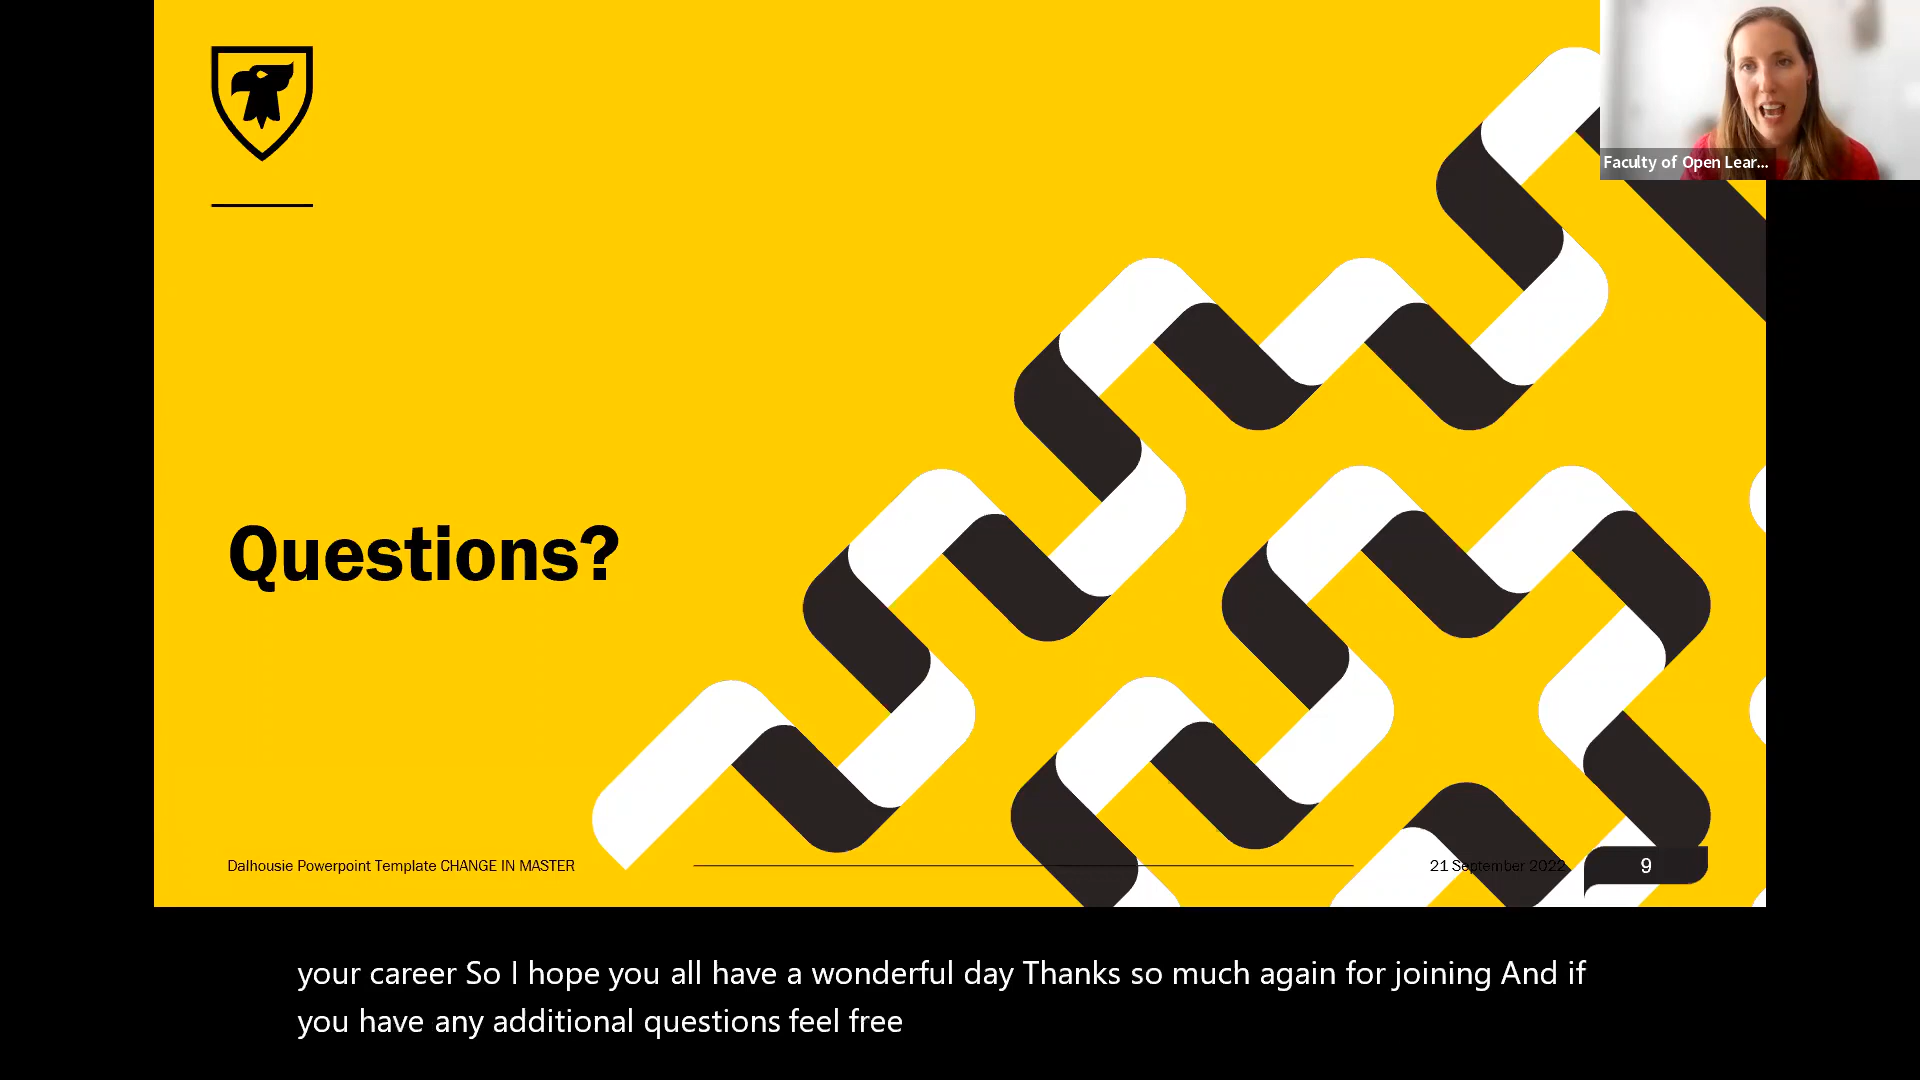 Faculty of Open Lear...
Questions?
Dalhousie Powerpoint Template CHANGE IN MASTER
21 September 2022
9
your career So I hope you all have a wonderful day Thanks so much again for joining And if
you have any additional questions feel free